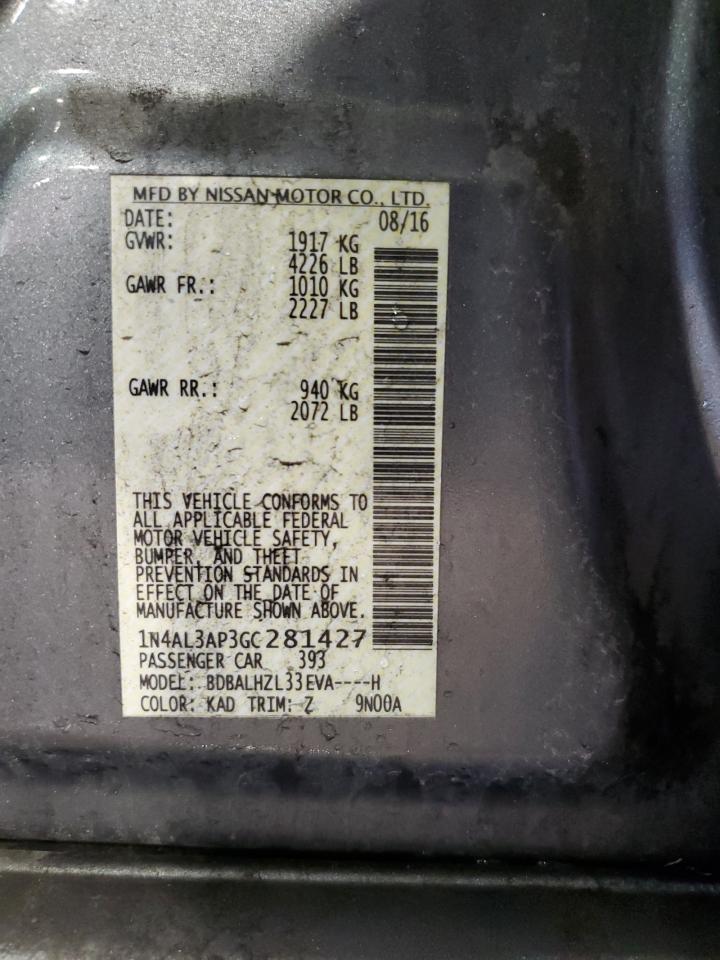 MFD BY NISSAN MOTOR CO., LTD.
DATE: 08/16
GVWR: 1917 KG
4226 LB
GAWR FR.: 1010 KG
2227 LB
GAWR RR.: 940 KG
2072 LB
THIS VEHICLE CONFORMS TO
ALL APPLICABLE FEDERAL
MOTOR VEHICLE SAFETY,
BUMPER, AND THEFT
PREVENTION STANDARDS IN
EFFECT ON THE DATE OF
MANUFACTURE SHOWN ABOVE.
1N4AL3AP3GC281427
PASSENGER CAR 393
MODEL: BDBALHZL33EVA----H
COLOR: KAD TRIM: Z 9N00A